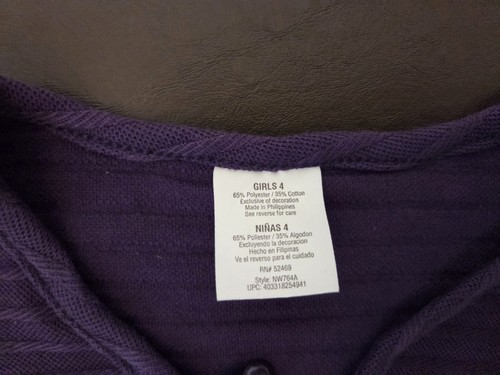 GIRLS 4
65% Polyester / 35% Cotton
Exclusive of decoration
Made in Philippines
See reverse for care
NIÑAS 4
65% Poliester / 35% Algodon
Excluyendo la decoracion
Hecho en Filipinas
Ve el reverso para el cuidado
RN# 52469
Style: NW764A
UPC: 403318254941